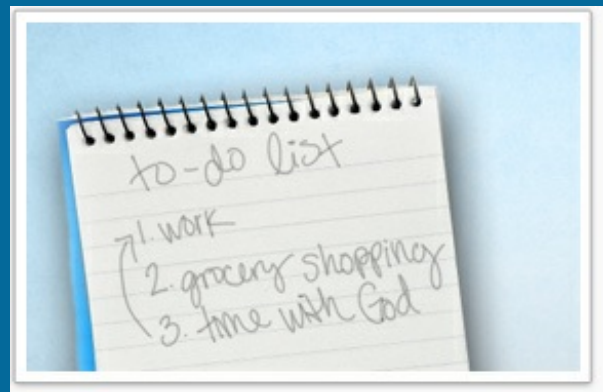 to-do list
1. work
2. grocery shopping
3. time with God